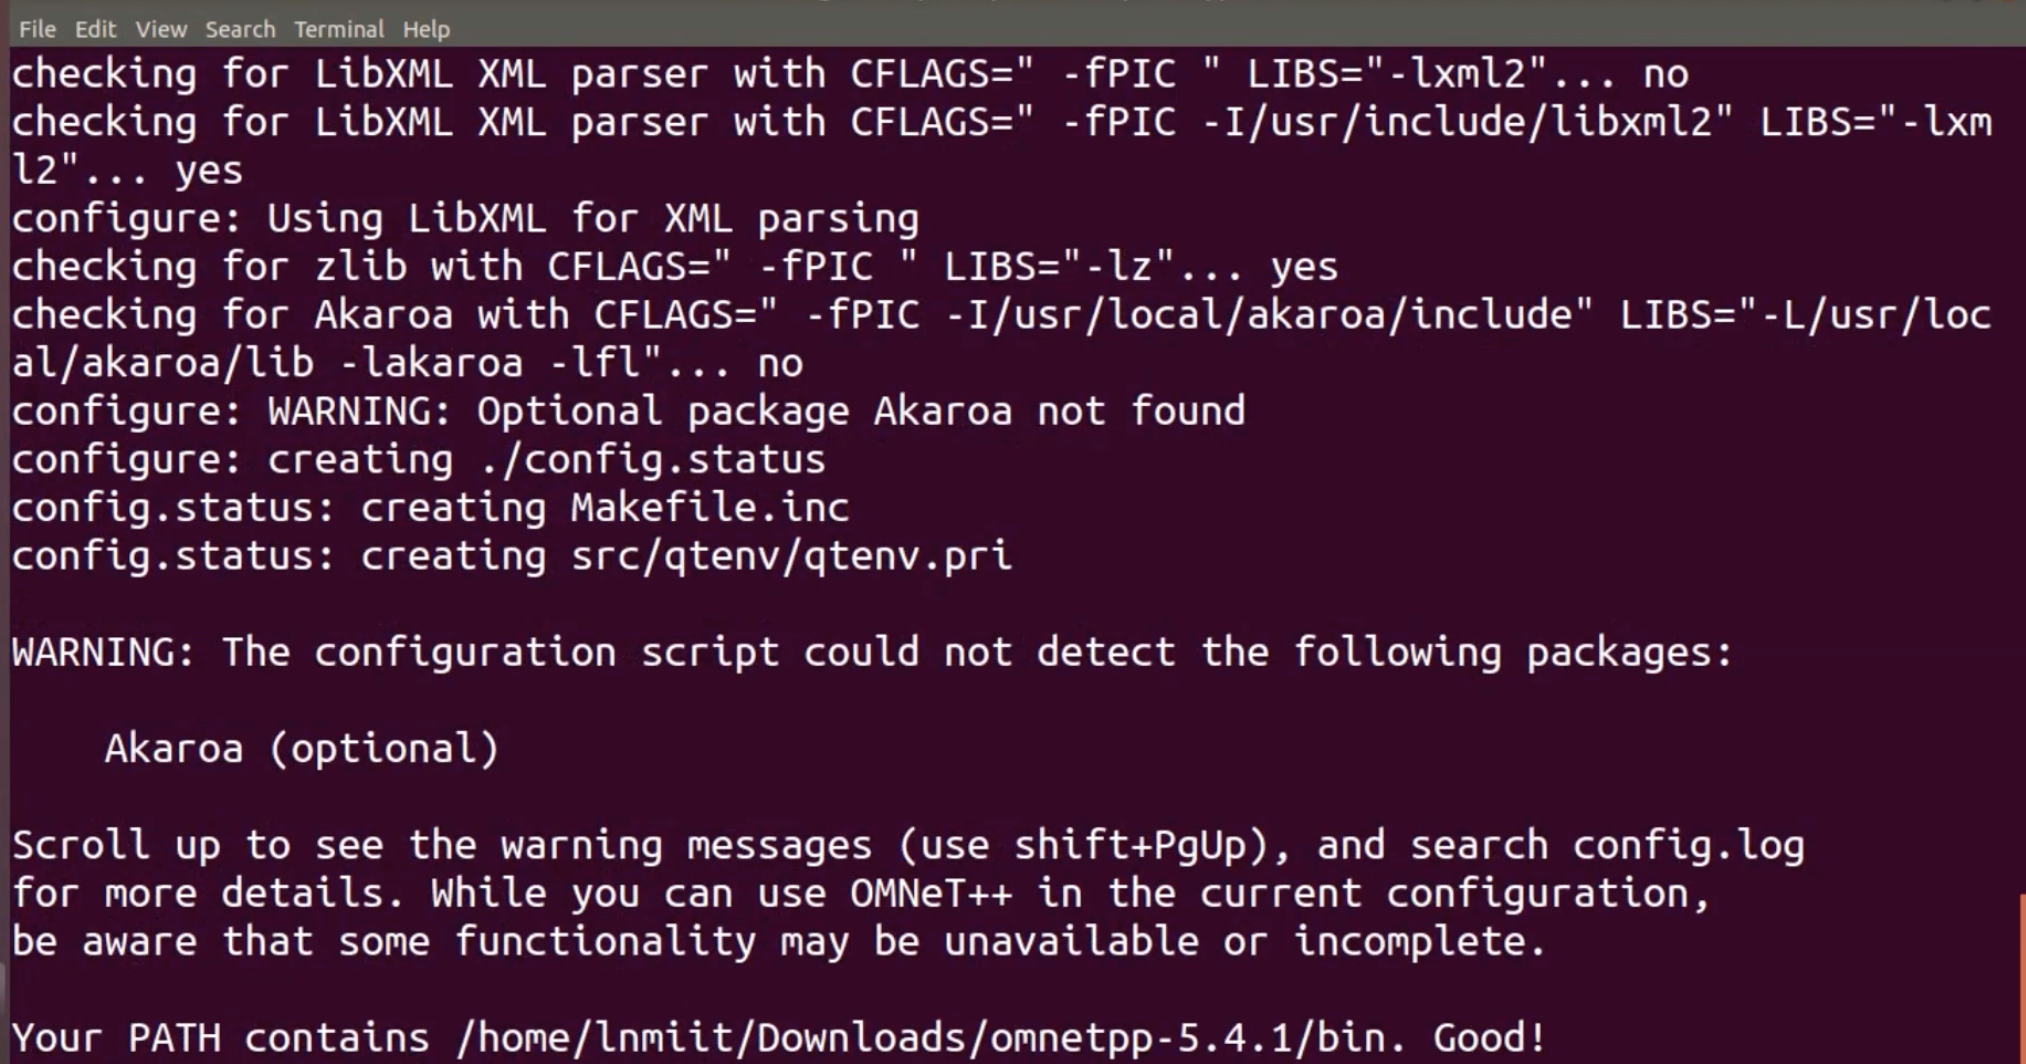 File Edit View Search Terminal Help
checking for LibXML XML parser with CFLAGS=" -fPIC " LIBS="-lxml2"... no
checking for LibXML XML parser with CFLAGS=" -fPIC -I/usr/include/libxml2" LIBS="-lxm
l2"... yes
configure: Using LibXML for XML parsing
checking for zlib with CFLAGS=" -fPIC " LIBS="-lz"... yes
checking for Akaroa with CFLAGS=" -fPIC -I/usr/local/akaroa/include" LIBS="-L/usr/loc
al/akaroa/lib -lakaroa -lfl"... no
configure: WARNING: Optional package Akaroa not found
configure: creating ./config.status
config.status: creating Makefile.inc
config.status: creating src/qtenv/qtenv.pri
WARNING: The configuration script could not detect the following packages:
Akaroa (optional)
Scroll up to see the warning messages (use shift+PgUp), and search config.log
for more details. While you can use OMNeT++ in the current configuration,
be aware that some functionality may be unavailable or incomplete.
Your PATH contains /home/lnmiit/Downloads/omnetpp-5.4.1/bin. Good!